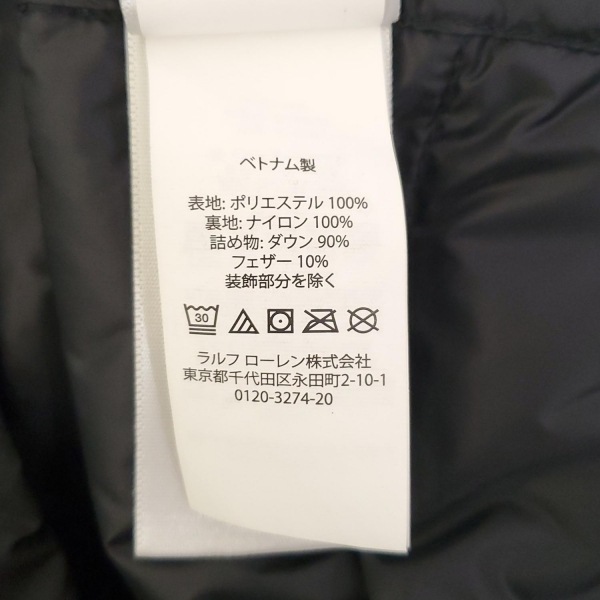 ベトナム製
表地: ポリエステル 100%
裏地: ナイロン 100%
詰め物: ダウン 90%
フェザー 10%
装飾部分を除く
30
ラルフ ローレン株式会社
東京都千代田区永田町2-10-1
0120-3274-20